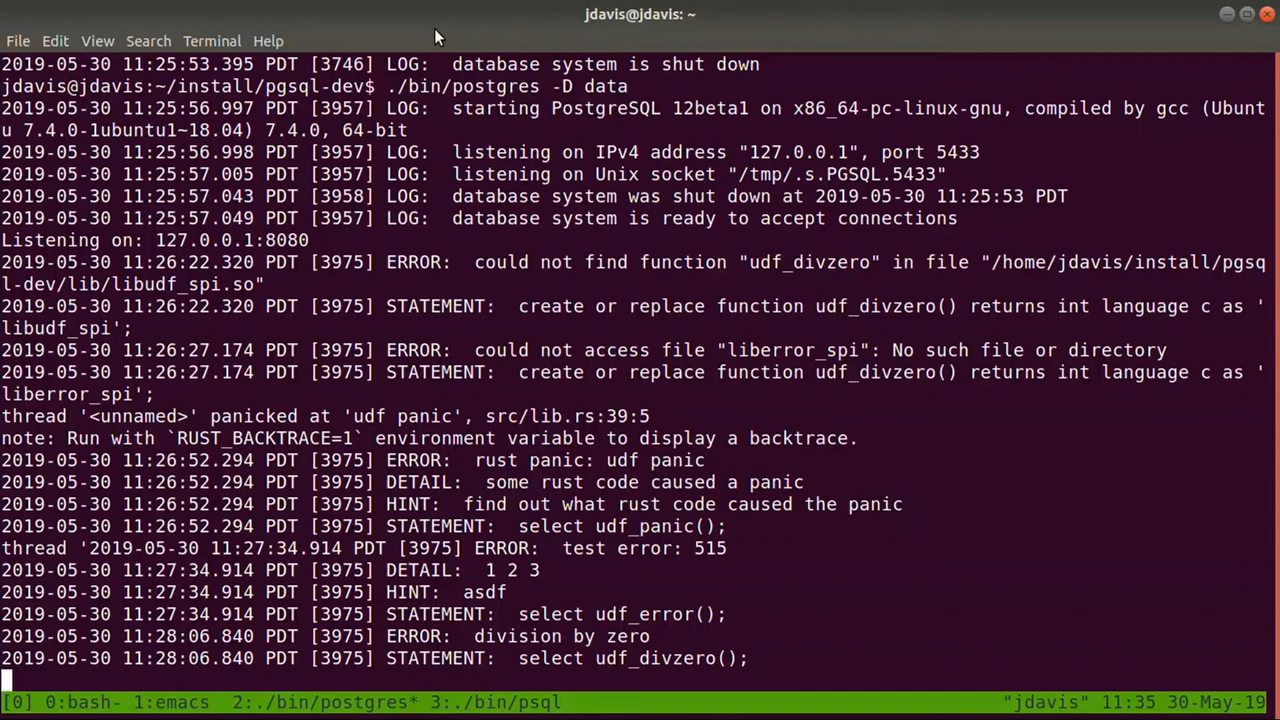 jdavis@jdavis: ~
File Edit View Search Terminal Help
2019-05-30 11:25:53.395 PDT [3746] LOG:  database system is shut down
jdavis@jdavis:~/install/pgsql-dev$ ./bin/postgres -D data
2019-05-30 11:25:56.997 PDT [3957] LOG:  starting PostgreSQL 12beta1 on x86_64-pc-linux-gnu, compiled by gcc (Ubunt
u 7.4.0-1ubuntu1~18.04) 7.4.0, 64-bit
2019-05-30 11:25:56.998 PDT [3957] LOG:  listening on IPv4 address "127.0.0.1", port 5433
2019-05-30 11:25:57.005 PDT [3957] LOG:  listening on Unix socket "/tmp/.s.PGSQL.5433"
2019-05-30 11:25:57.043 PDT [3958] LOG:  database system was shut down at 2019-05-30 11:25:53 PDT
2019-05-30 11:25:57.049 PDT [3957] LOG:  database system is ready to accept connections
Listening on: 127.0.0.1:8080
2019-05-30 11:26:22.320 PDT [3975] ERROR:  could not find function "udf_divzero" in file "/home/jdavis/install/pgsq
l-dev/lib/libudf_spi.so"
2019-05-30 11:26:22.320 PDT [3975] STATEMENT:  create or replace function udf_divzero() returns int language c as '
libudf_spi';
2019-05-30 11:26:27.174 PDT [3975] ERROR:  could not access file "liberror_spi": No such file or directory
2019-05-30 11:26:27.174 PDT [3975] STATEMENT:  create or replace function udf_divzero() returns int language c as '
liberror_spi';
thread '<unnamed>' panicked at 'udf panic', src/lib.rs:39:5
note: Run with `RUST_BACKTRACE=1` environment variable to display a backtrace.
2019-05-30 11:26:52.294 PDT [3975] ERROR:  rust panic: udf panic
2019-05-30 11:26:52.294 PDT [3975] DETAIL:  some rust code caused a panic
2019-05-30 11:26:52.294 PDT [3975] HINT:  find out what rust code caused the panic
2019-05-30 11:26:52.294 PDT [3975] STATEMENT:  select udf_panic();
thread '2019-05-30 11:27:34.914 PDT [3975] ERROR:  test error: 515
2019-05-30 11:27:34.914 PDT [3975] DETAIL:  1 2 3
2019-05-30 11:27:34.914 PDT [3975] HINT:  asdf
2019-05-30 11:27:34.914 PDT [3975] STATEMENT:  select udf_error();
2019-05-30 11:28:06.840 PDT [3975] ERROR:  division by zero
2019-05-30 11:28:06.840 PDT [3975] STATEMENT:  select udf_divzero();
[0] 0:bash- 1:emacs  2:./bin/postgres* 3:./bin/psql "jdavis" 11:35 30-May-19